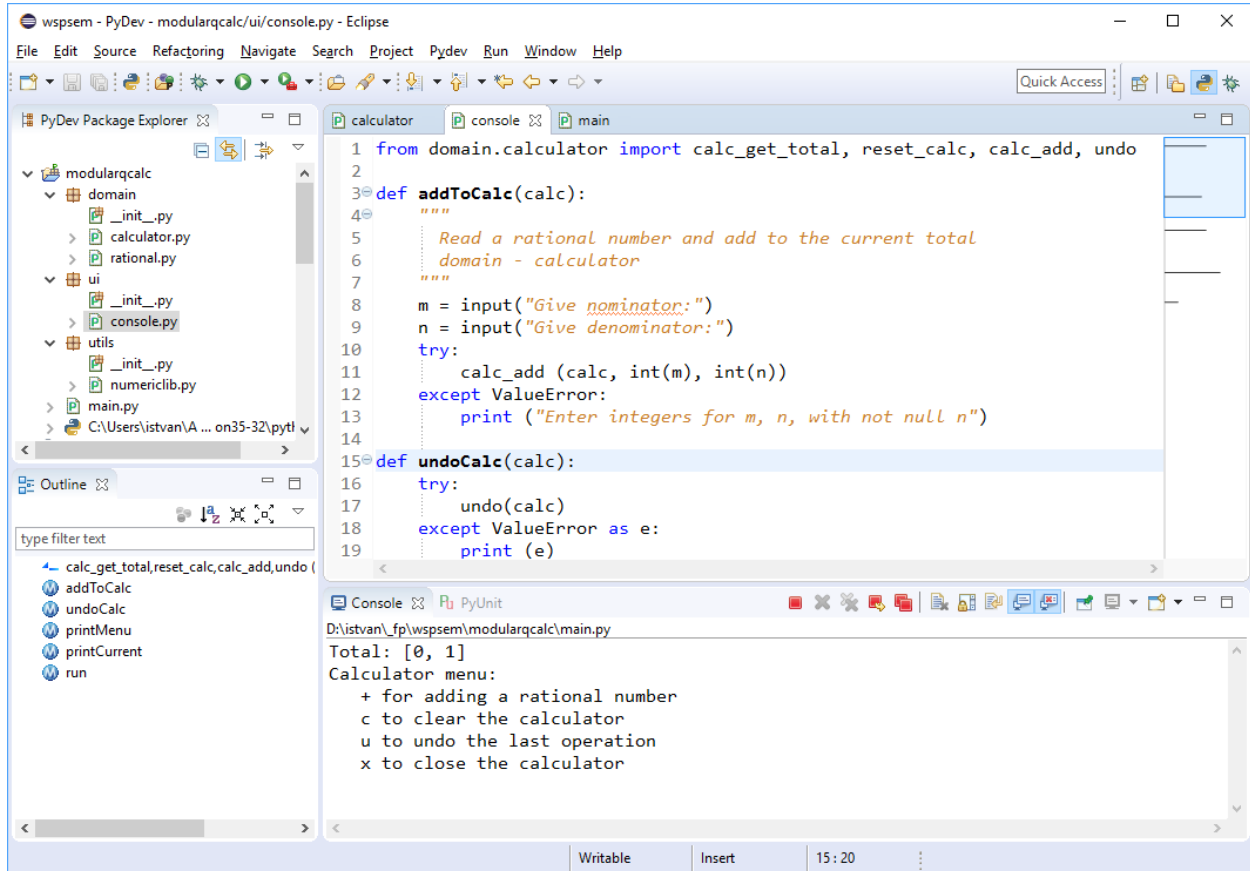 wspsem - PyDev - modularqcalc/ui/console.py - Eclipse
File Edit Source Refactoring Navigate Search Project Pydev Run Window Help
Quick Access
PyDev Package Explorer
modularqcalc
domain
__init__.py
calculator.py
rational.py
ui
__init__.py
console.py
utils
__init__.py
numericlib.py
main.py
C:\Users\istvan\A ... on35-32\pyth
Outline
type filter text
calc_get_total,reset_calc,calc_add,undo (
addToCalc
undoCalc
printMenu
printCurrent
run
calculator console main
1 from domain.calculator import calc_get_total, reset_calc, calc_add, undo
2
3 def addToCalc(calc):
4     """
5       Read a rational number and add to the current total
6       domain - calculator
7     """
8     m = input("Give nominator:")
9     n = input("Give denominator:")
10     try:
11         calc_add (calc, int(m), int(n))
12     except ValueError:
13         print ("Enter integers for m, n, with not null n")
14
15 def undoCalc(calc):
16     try:
17         undo(calc)
18     except ValueError as e:
19         print (e)
Console PyUnit
D:\istvan\_fp\wspsem\modularqcalc\main.py
Total: [0, 1]
Calculator menu:
   + for adding a rational number
   c to clear the calculator
   u to undo the last operation
   x to close the calculator
Writable Insert 15 : 20